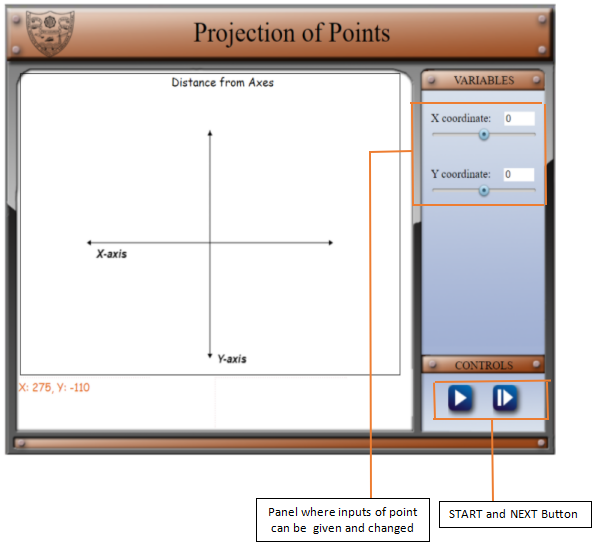 Projection of Points
Distance from Axes
X-axis
Y-axis
X: 275, Y: -110
VARIABLES
X coordinate: 0
Y coordinate: 0
CONTROLS
Panel where inputs of point
can be given and changed
START and NEXT Button